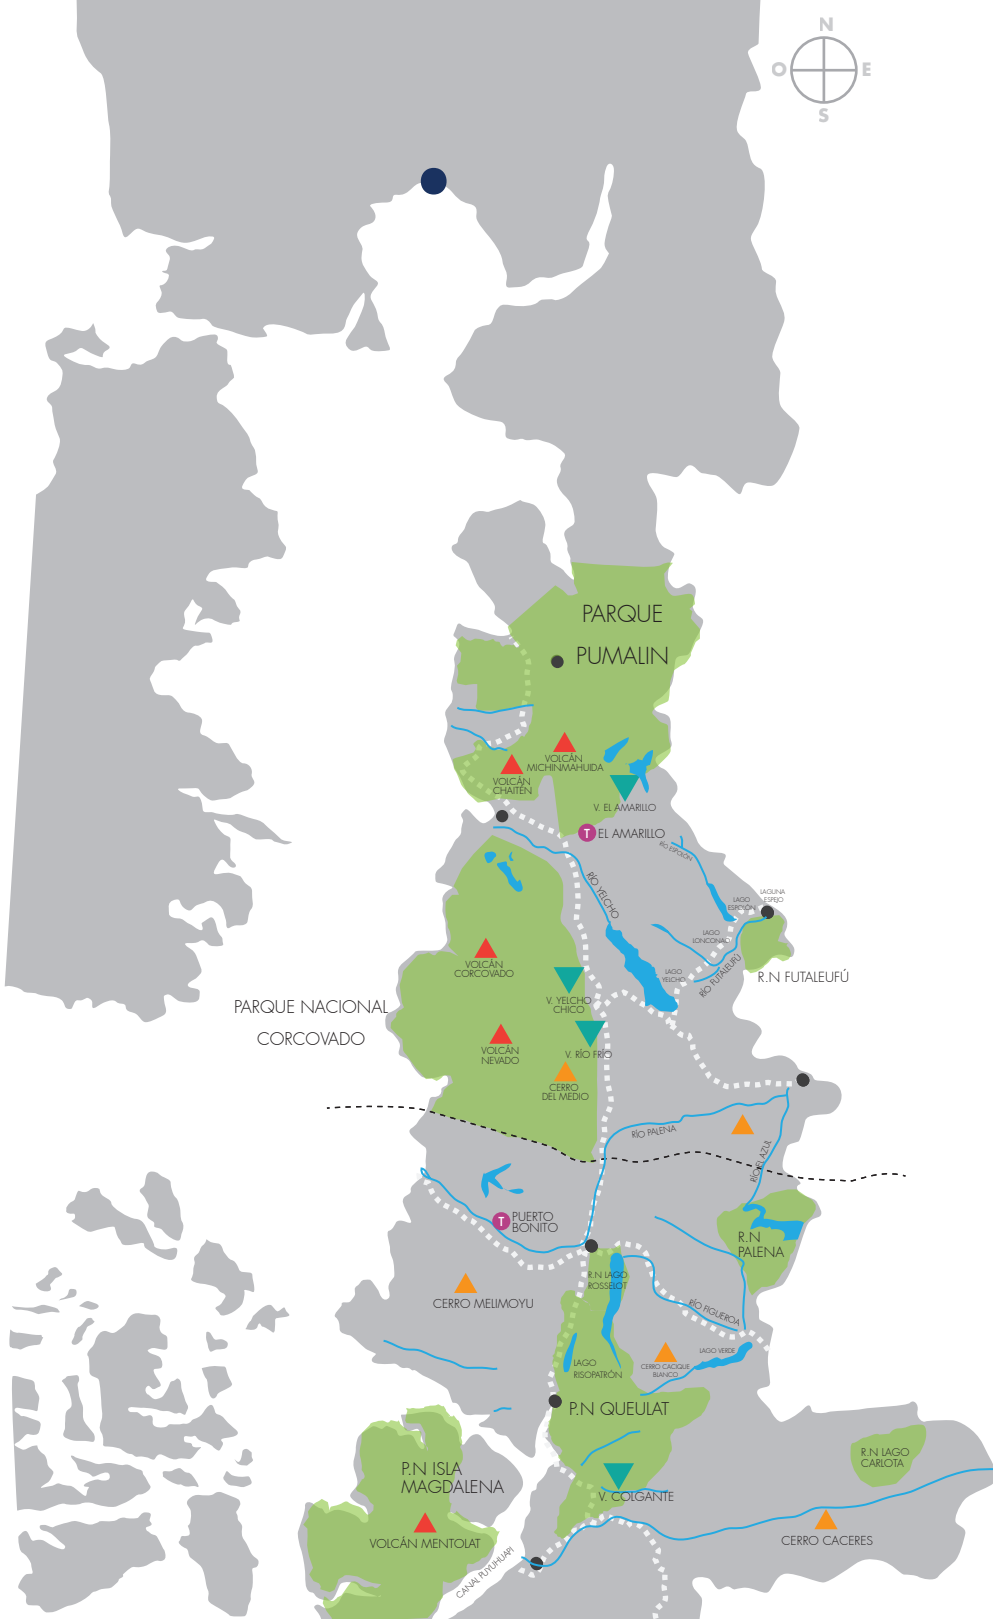 N
O
E
S
PARQUE
PUMALIN
VOLCÁN
MICHINMAHUIDA
VOLCÁN
CHAITÉN
V. EL AMARILLO
T
EL AMARILLO
RÍO ESPOLÓN
RÍO YELCHO
LAGUNA
ESPEJO
LAGO
ESPOLÓN
LAGO
LONCONAO
LAGO
YELCHO
RÍO FUTALEUFÚ
R.N FUTALEUFÚ
VOLCÁN
CORCOVADO
PARQUE NACIONAL
CORCOVADO
V. YELCHO
CHICO
VOLCÁN
NEVADO
V. RÍO FRÍO
CERRO
DEL MEDIO
RÍO PALENA
RÍO EL AZUL
T
PUERTO
BONITO
R.N
PALENA
R.N LAGO
ROSSELOT
CERRO MELIMOYU
RÍO FIGUEROA
LAGO VERDE
LAGO
RISOPATRÓN
CERRO CACIQUE
BLANCO
P.N QUEULAT
R.N LAGO
CARLOTA
P.N ISLA
MAGDALENA
V. COLGANTE
VOLCÁN MENTOLAT
CERRO CACERES
CANAL PUYUHUAPI